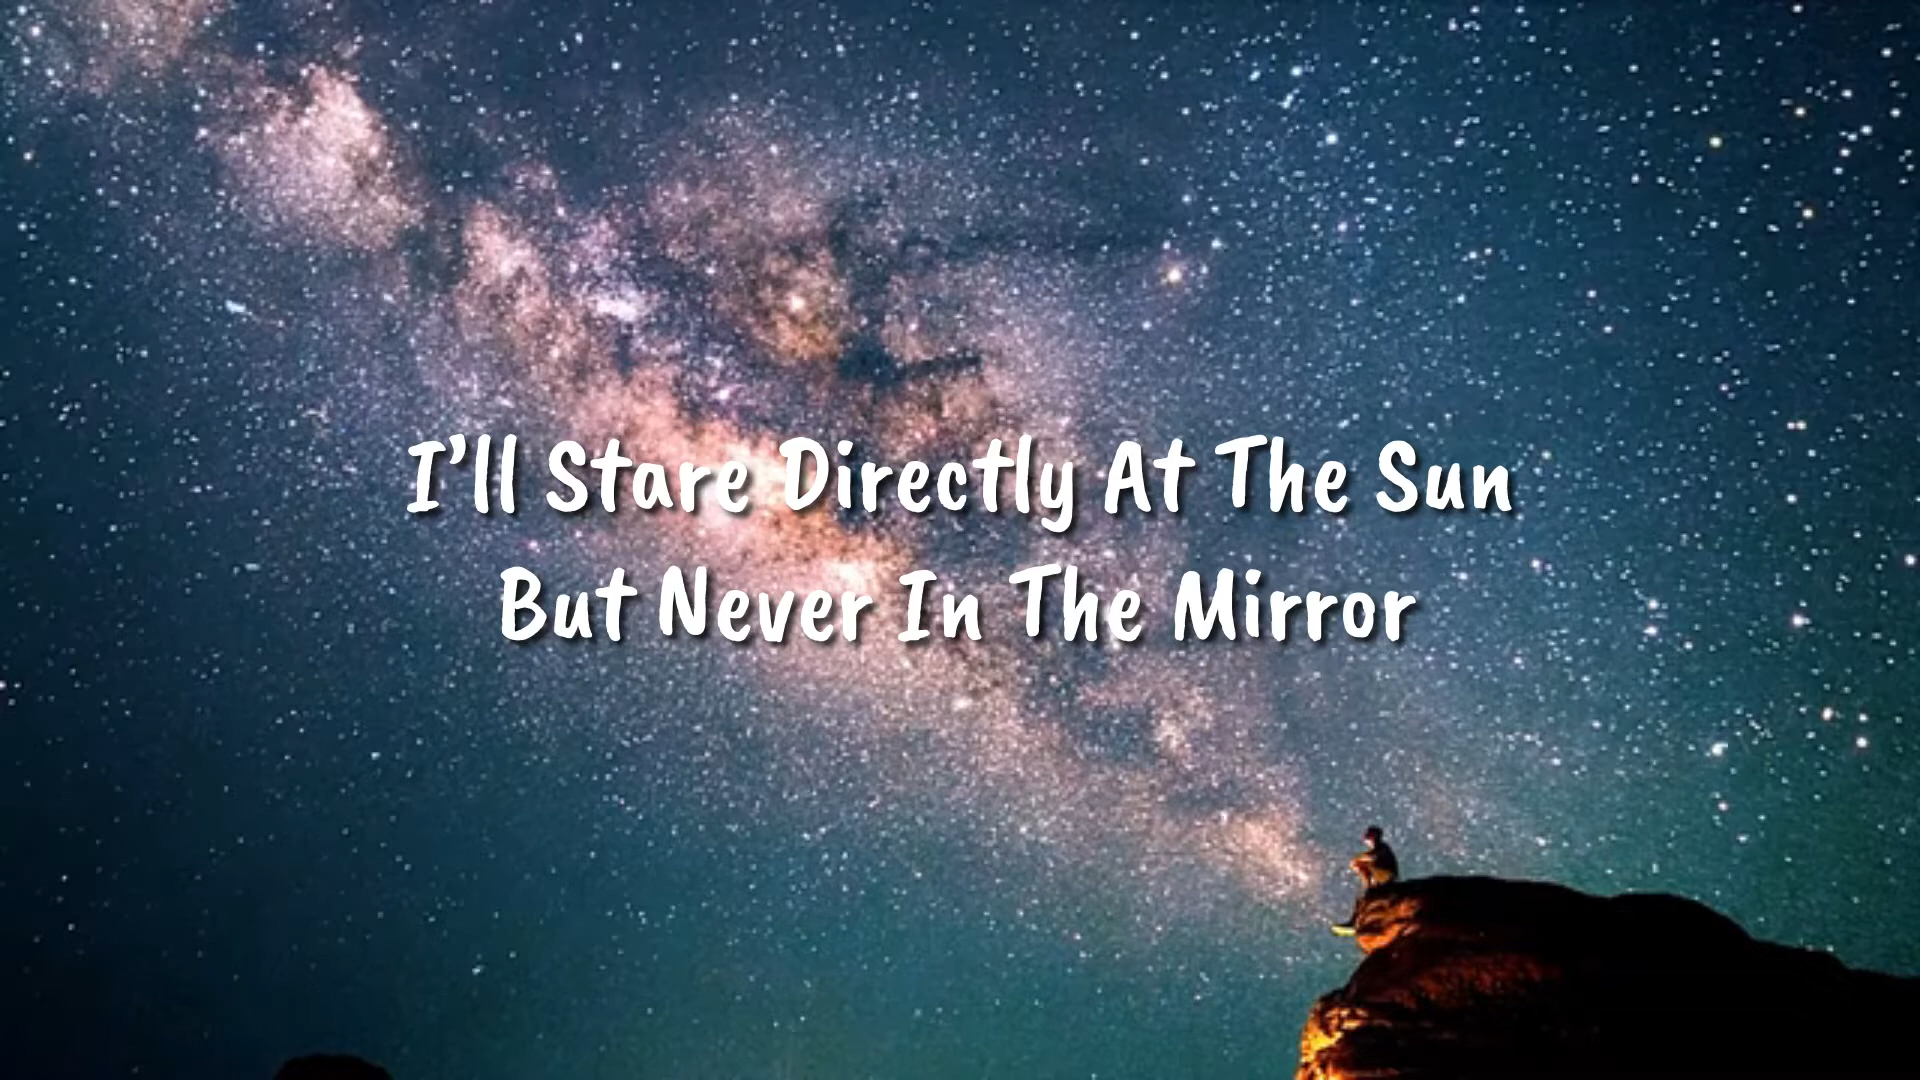 I’ll Stare Directly At The Sun
But Never In The Mirror